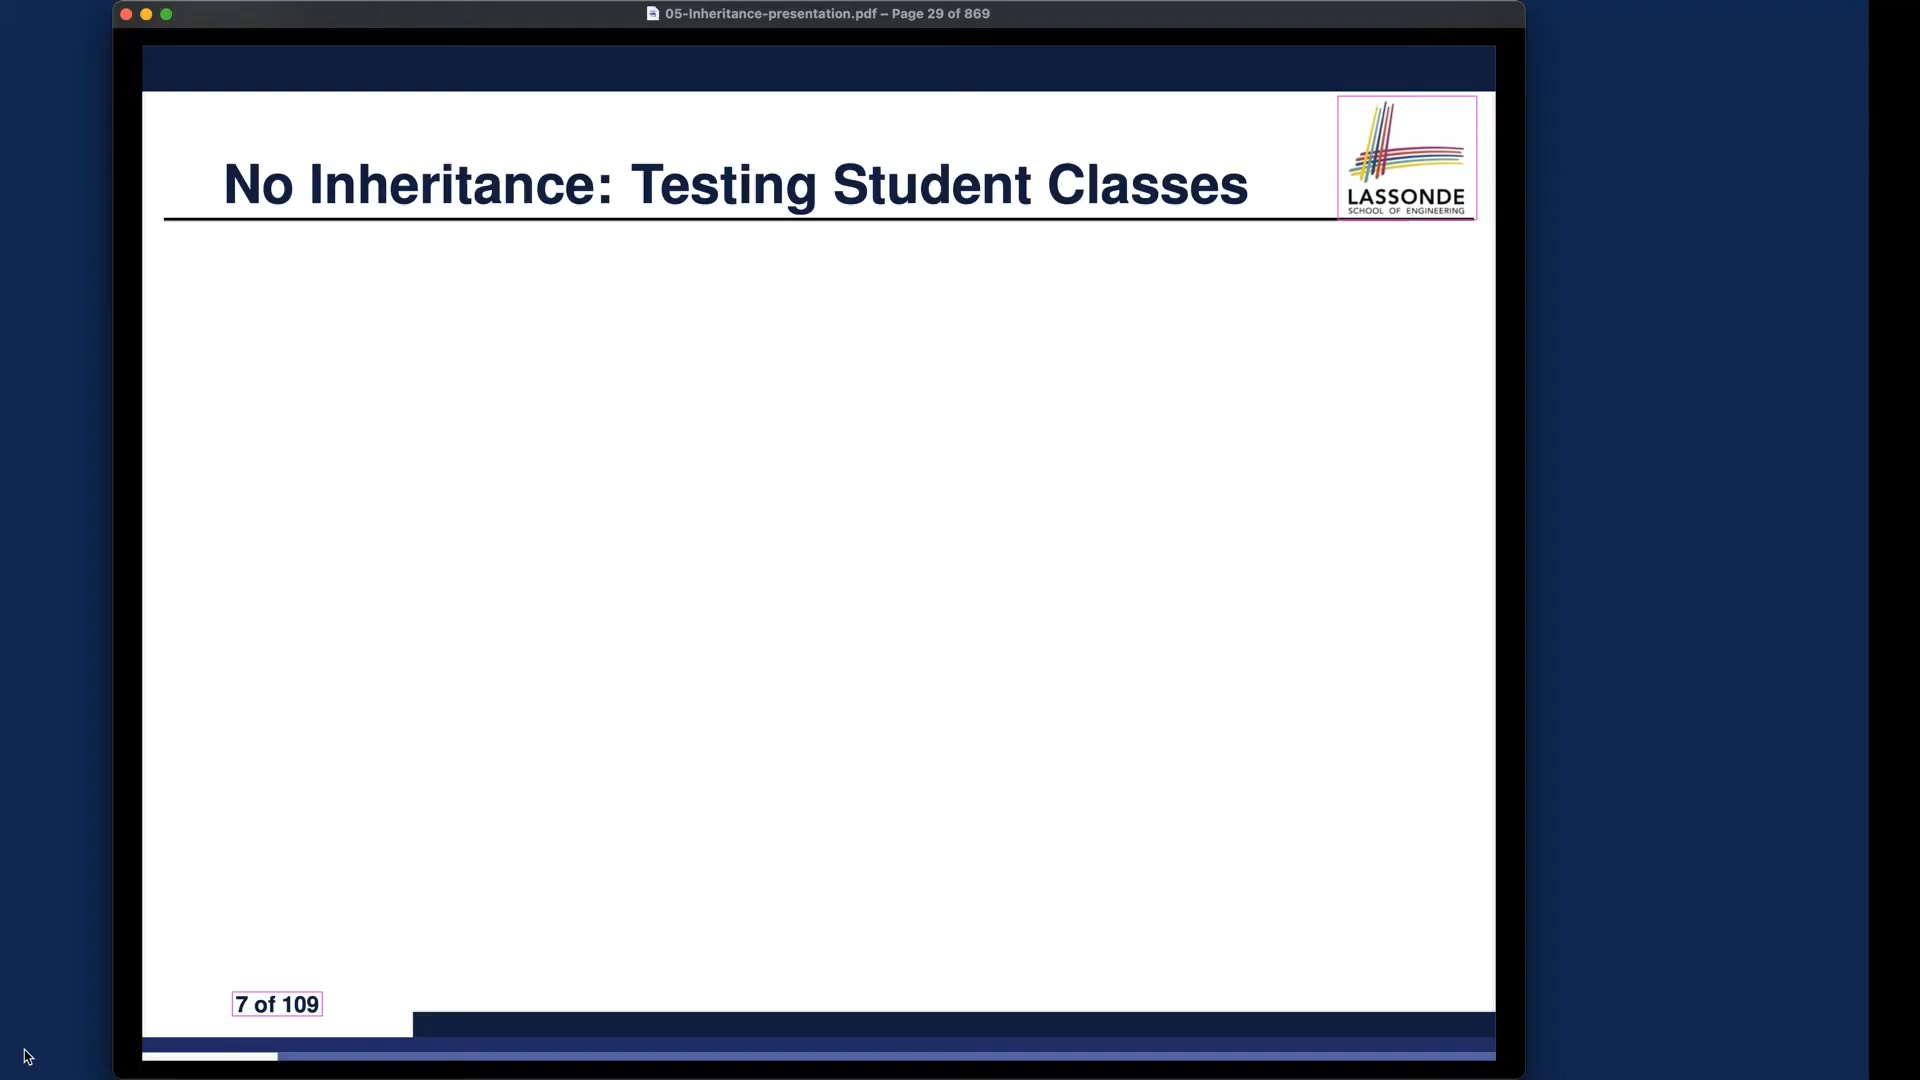 05-Inheritance-presentation.pdf – Page 29 of 869
No Inheritance: Testing Student Classes
LASSONDE
SCHOOL OF ENGINEERING
7 of 109